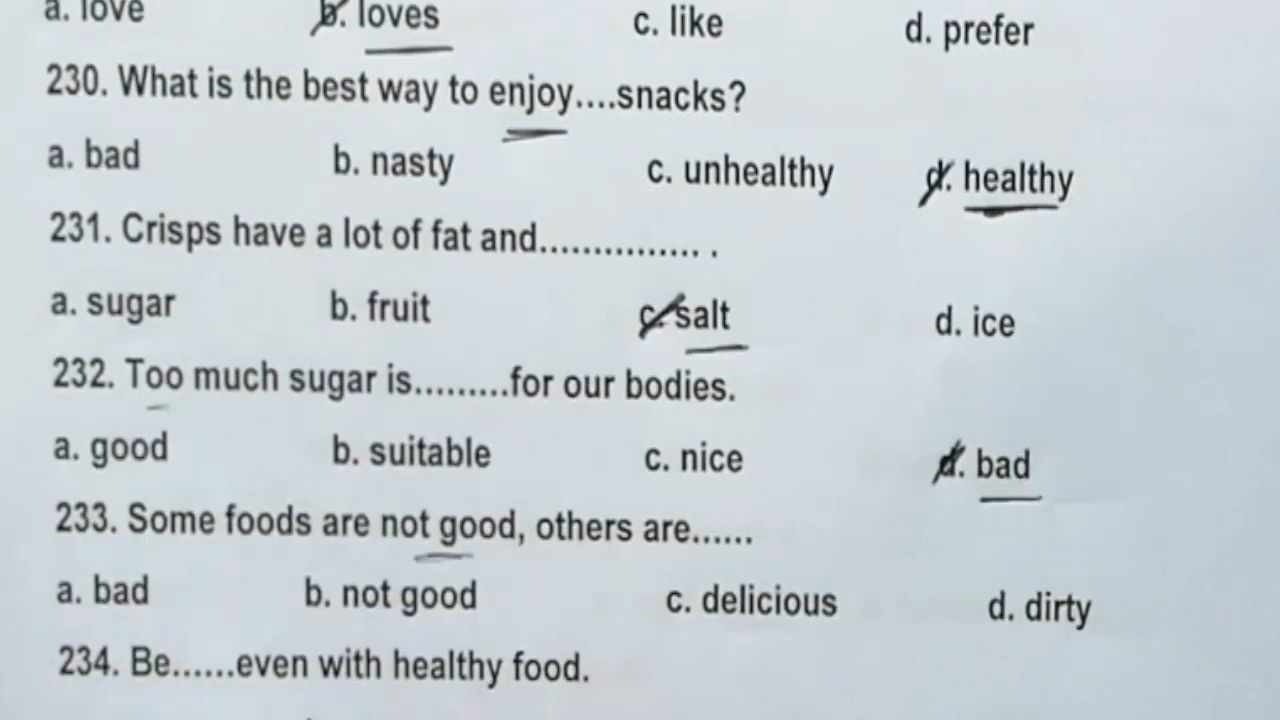 a. love b. loves c. like d. prefer
230. What is the best way to enjoy....snacks?
a. bad b. nasty c. unhealthy d. healthy
231. Crisps have a lot of fat and............... .
a. sugar b. fruit c. salt d. ice
232. Too much sugar is.........for our bodies.
a. good b. suitable c. nice d. bad
233. Some foods are not good, others are......
a. bad b. not good c. delicious d. dirty
234. Be......even with healthy food.